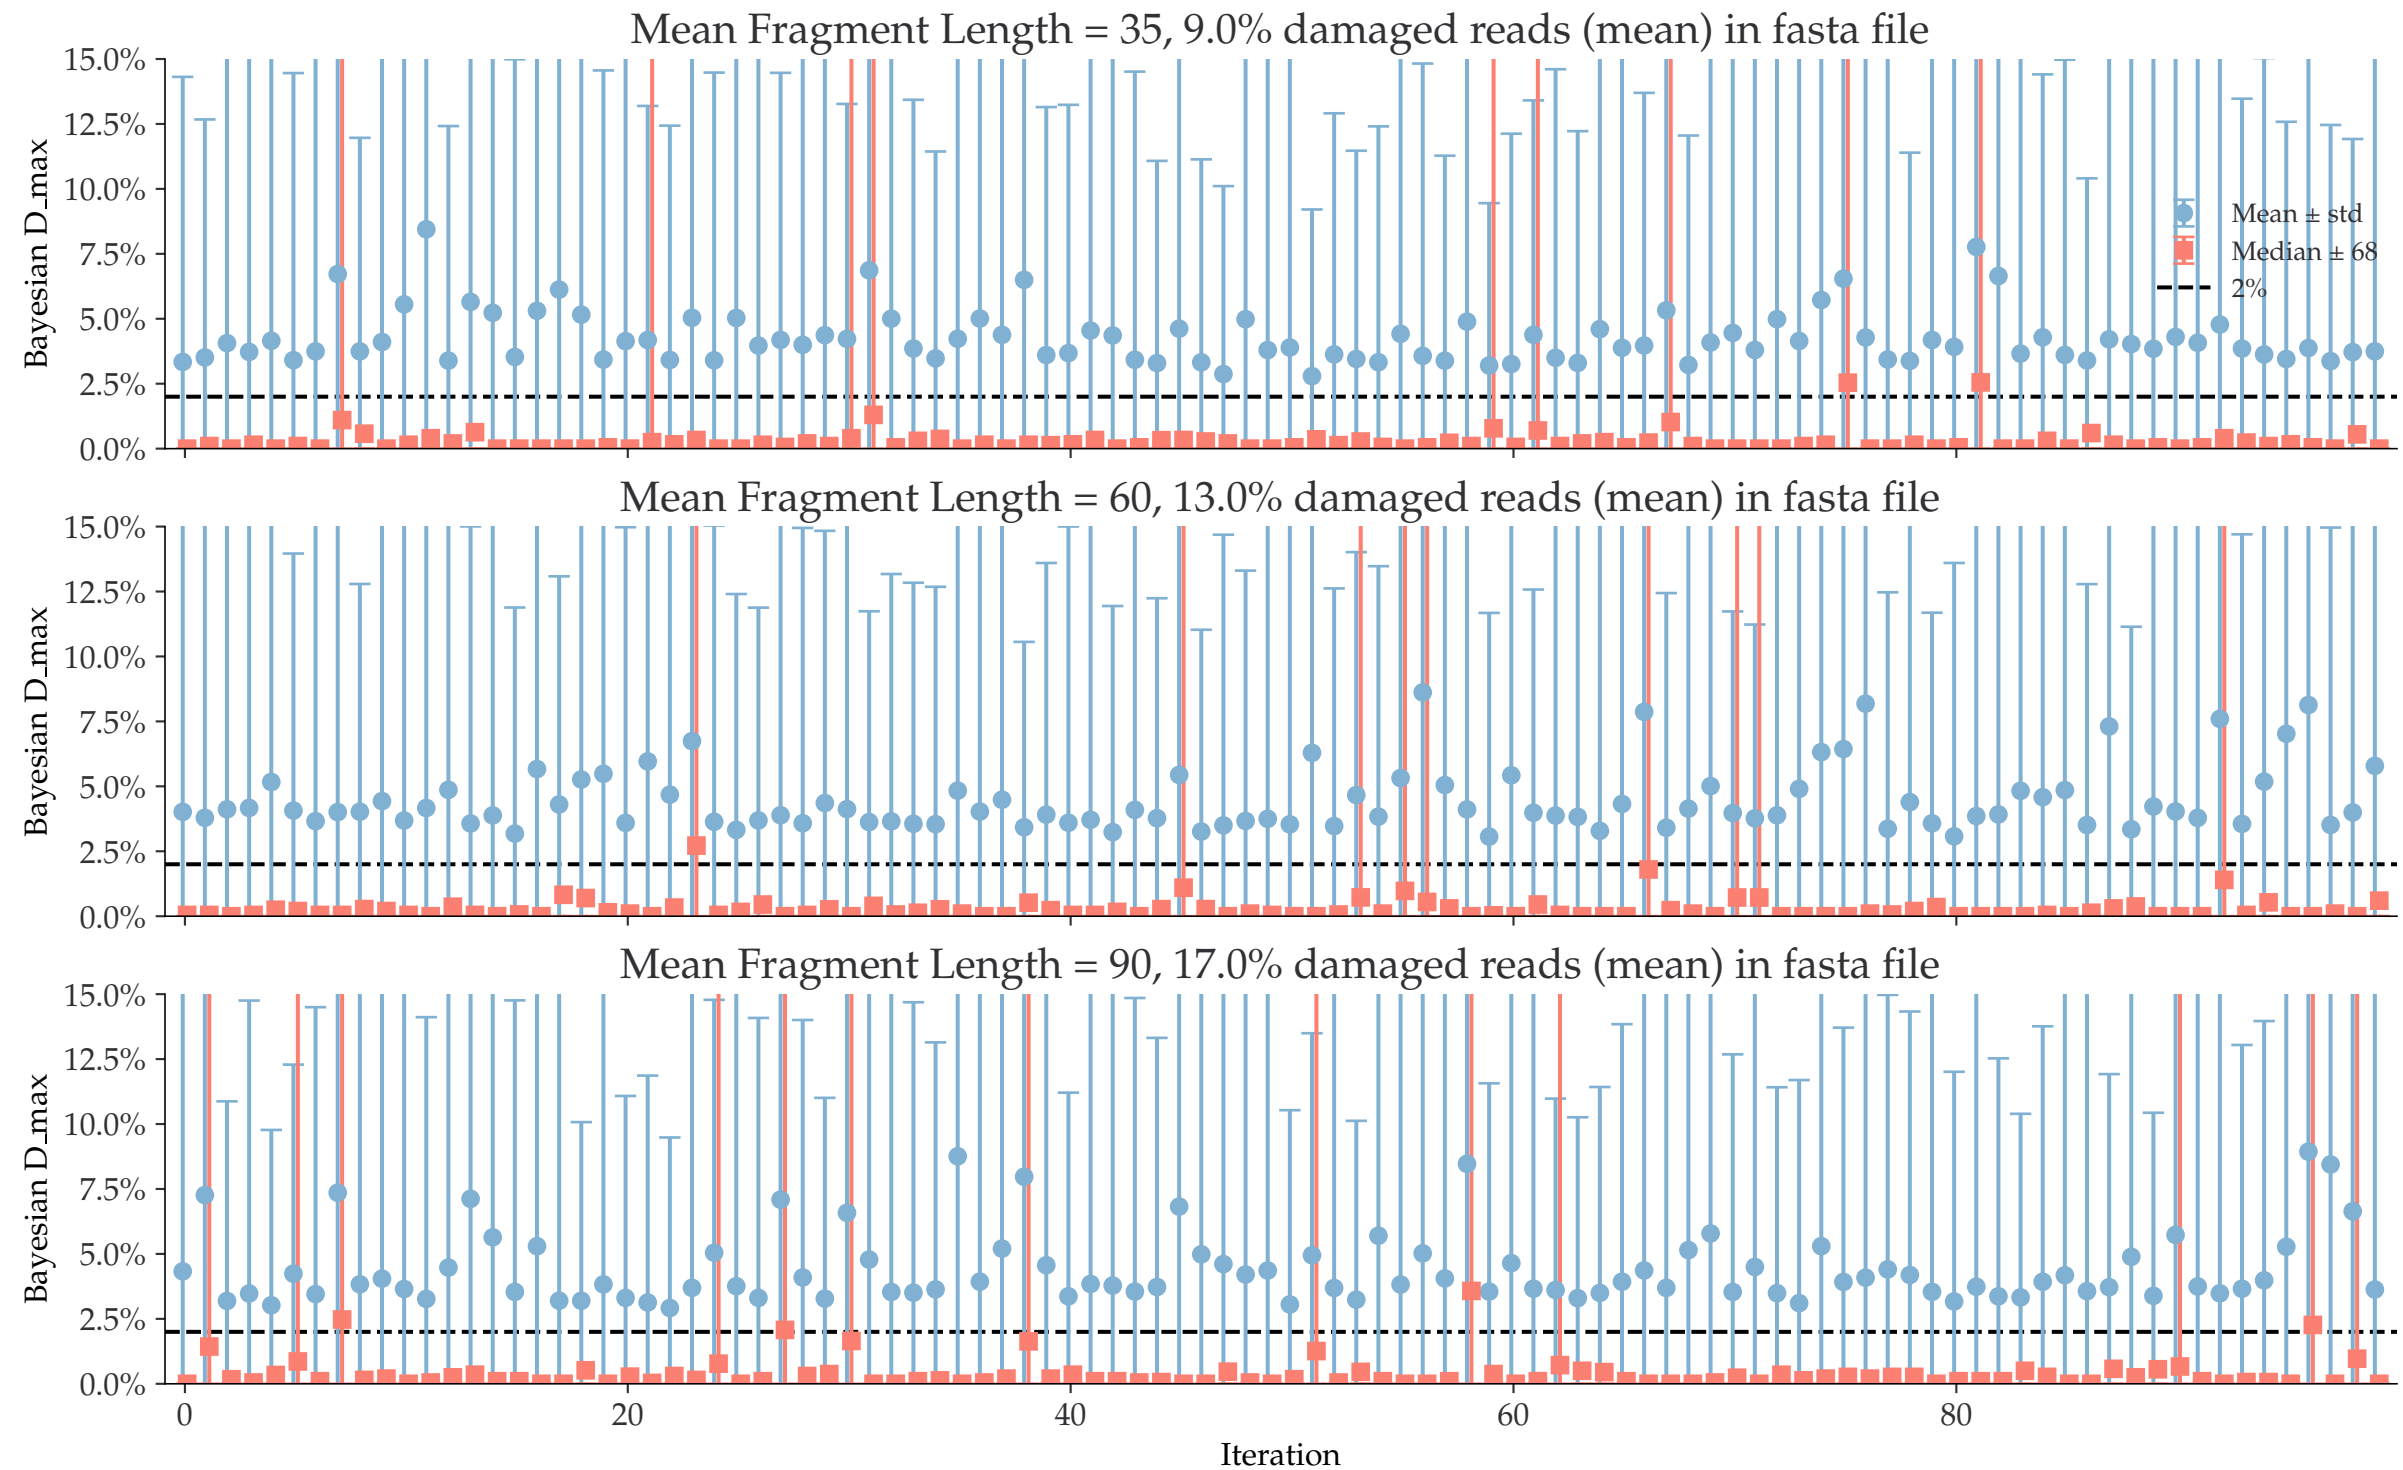 Mean Fragment Length = 35, 9.0% damaged reads (mean) in fasta file
15.0%
12.5%
10.0%
7.5%
5.0%
2.5%
0.0%
Bayesian D_max
Mean ± std
Median ± 68
2%
Mean Fragment Length = 60, 13.0% damaged reads (mean) in fasta file
15.0%
12.5%
10.0%
7.5%
5.0%
2.5%
0.0%
Bayesian D_max
Mean Fragment Length = 90, 17.0% damaged reads (mean) in fasta file
15.0%
12.5%
10.0%
7.5%
5.0%
2.5%
0.0%
Bayesian D_max
0 20 40 60 80
Iteration